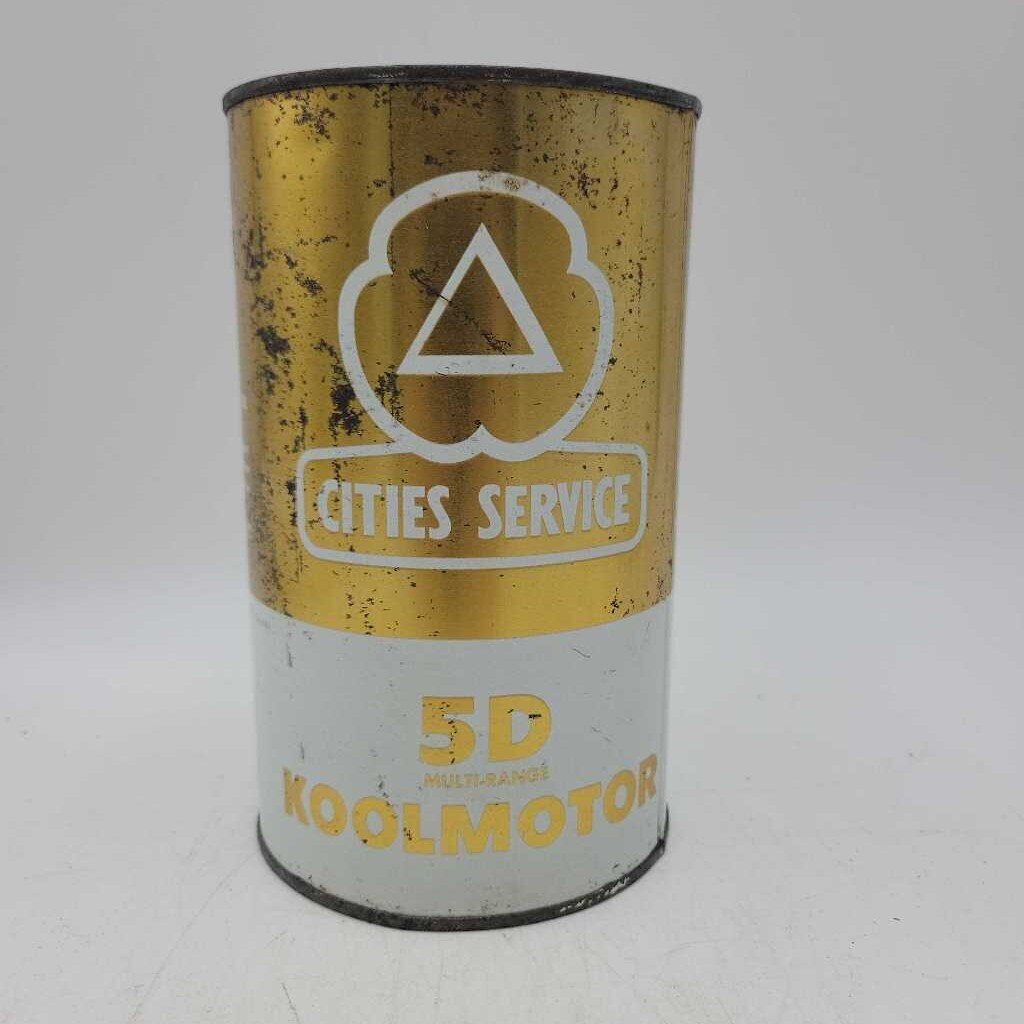 CITIES SERVICE
5D
MULTI-RANGE
KOOLMOTOR